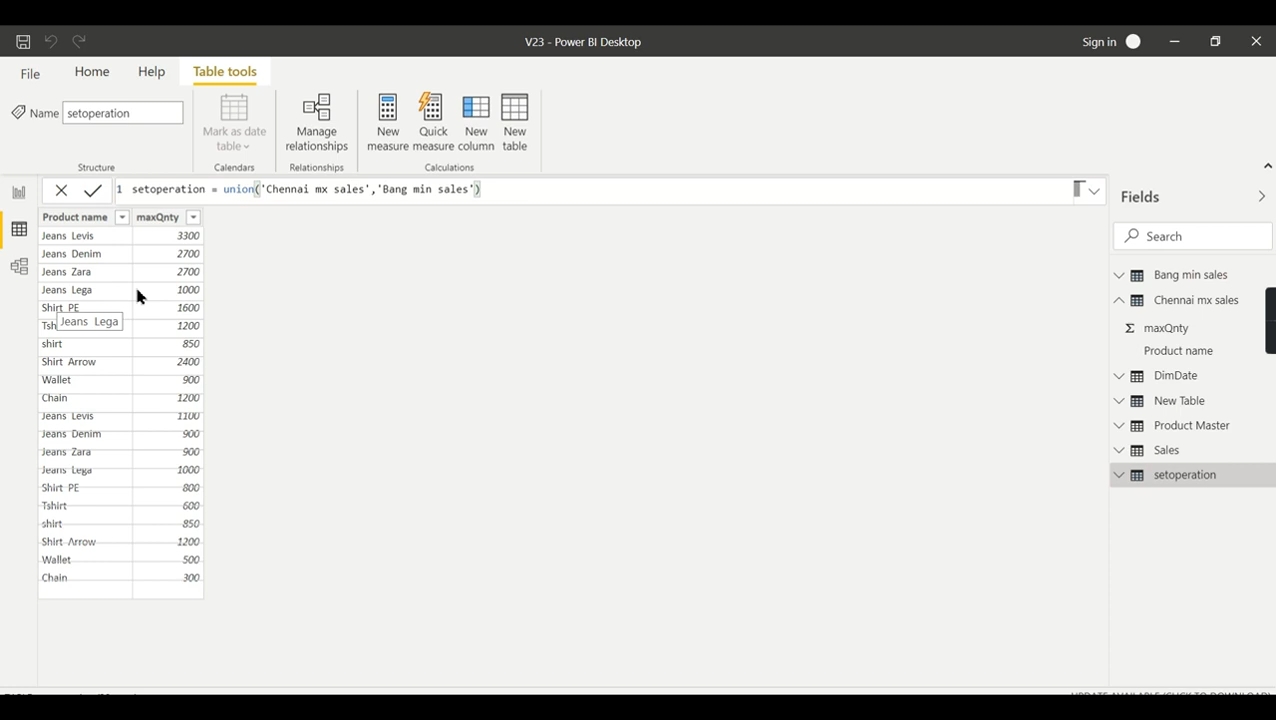 V23 - Power BI Desktop
Sign in
File
Home
Help
Table tools
Name
setoperation
Mark as date
table
Manage
relationships
New
measure
Quick
measure
New
column
New
table
Structure
Calendars
Relationships
Calculations
1 setoperation = union('Chennai mx sales','Bang min sales')
Product name maxQnty
Jeans Levis 3300
Jeans Denim 2700
Jeans Zara 2700
Jeans Lega 1000
Shirt PE 1600
Jeans Lega
1200
shirt 850
Shirt Arrow 2400
Wallet 900
Chain 1200
Jeans Levis 1100
Jeans Denim 900
Jeans Zara 900
Jeans Lega 1000
Shirt PE 800
Tshirt 600
shirt 850
Shirt Arrow 1200
Wallet 500
Chain 300
Fields
Search
Bang min sales
Chennai mx sales
maxQnty
Product name
DimDate
New Table
Product Master
Sales
setoperation
UPDATE AVAILABLE (CLICK TO DOWNLOAD)